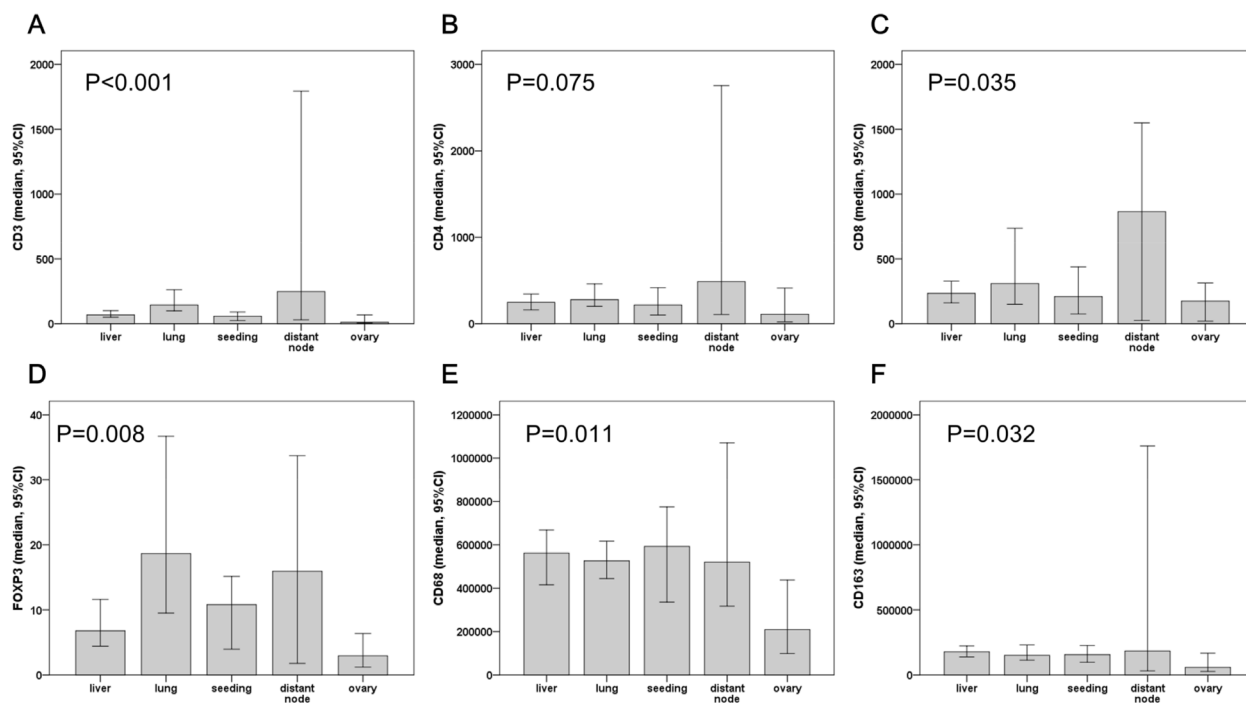 A
P<0.001
CD3 (median, 95%CI)
2000
1500
1000
500
0
liver
lung
seeding
distant
node
ovary
B
P=0.075
CD4 (median, 95%CI)
3000
2000
1000
0
liver
lung
seeding
distant
node
ovary
C
P=0.035
CD8 (median, 95%CI)
2000
1500
1000
500
0
liver
lung
seeding
distant
node
ovary
D
P=0.008
FOXP3 (median, 95%CI)
40
30
20
10
0
liver
lung
seeding
distant
node
ovary
E
P=0.011
CD68 (median, 95%CI)
1200000
1000000
800000
600000
400000
200000
0
liver
lung
seeding
distant
node
ovary
F
P=0.032
CD163 (median, 95%CI)
2000000
1500000
1000000
500000
0
liver
lung
seeding
distant
node
ovary